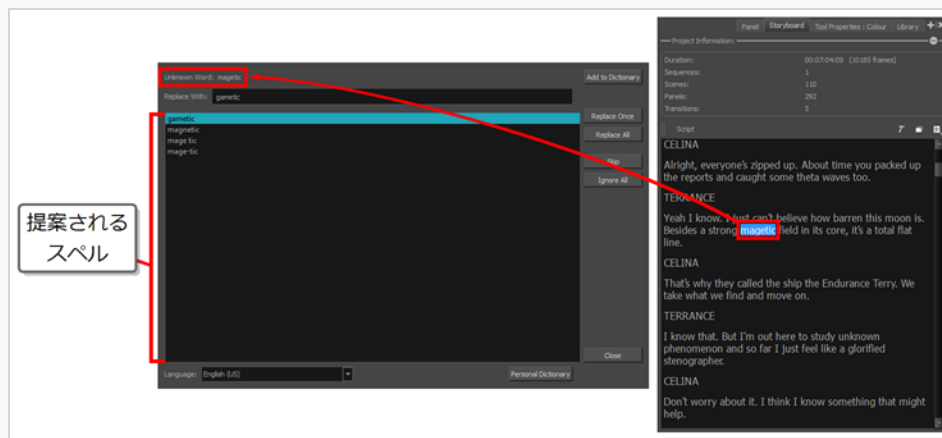 Unknown Word: magetic
Add to Dictionary
Replace With: gametic
gametic
Replace Once
magnetic
Replace All
mage tic
mage-tic
Skip
Ignore All
提案される
スペル
Close
Language: English (US)
Personal Dictionary
Panel Storyboard Tool Properties : Colour Library
Project Information:
Duration: 00:07:04:09 (10185 frames)
Sequences: 1
Scenes: 110
Panels: 292
Transitions: 5
Script
CELINA
Alright, everyone's zipped up. About time you packed up
the reports and caught some theta waves too.
TERRANCE
Yeah I know. I just can't believe how barren this moon is.
Besides a strong magetic field in its core, it's a total flat
line.
CELINA
That's why they called the ship the Endurance Terry. We
take what we find and move on.
TERRANCE
I know that. But I'm out here to study unknown
phenomenon and so far I just feel like a glorified
stenographer.
CELINA
Don't worry about it. I think I know something that might
help.